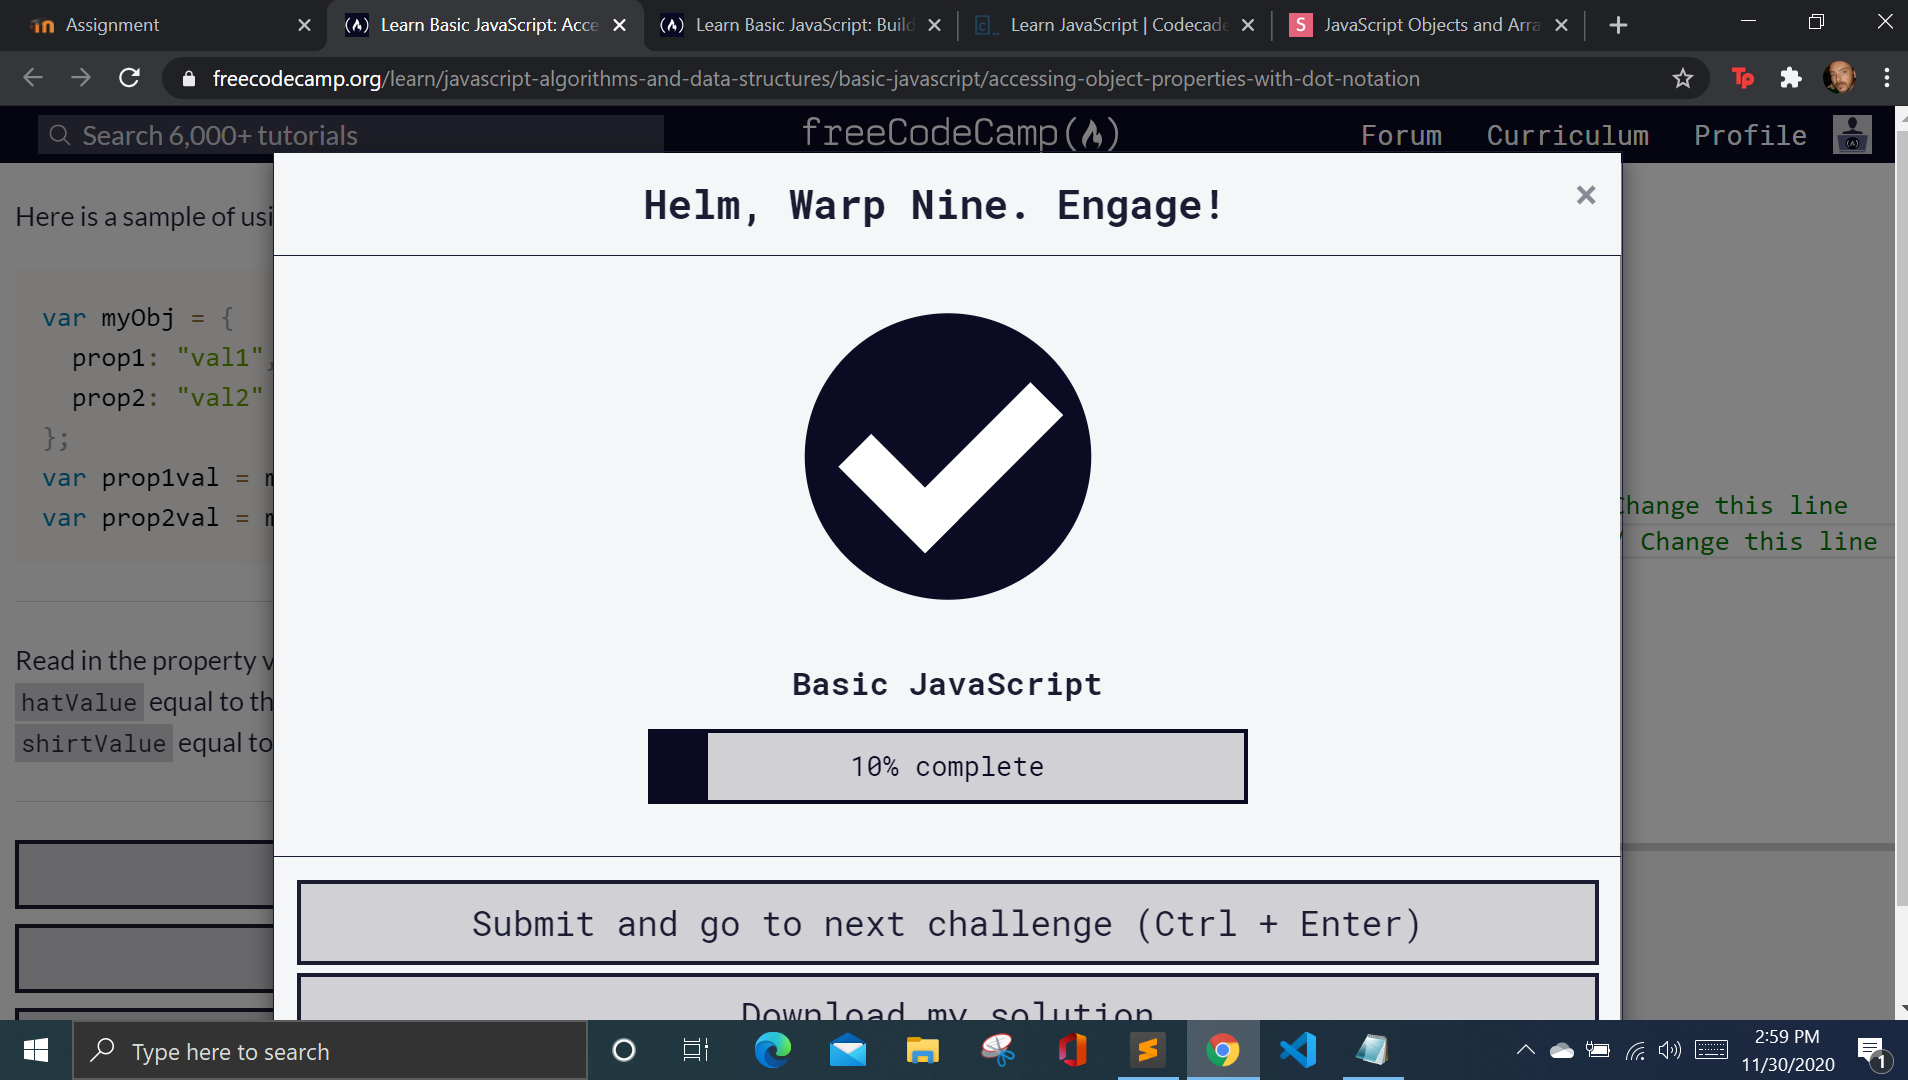 Assignment
Learn Basic JavaScript: Acce
Learn Basic JavaScript: Build
Learn JavaScript | Codecade
JavaScript Objects and Arra
freecodecamp.org/learn/javascript-algorithms-and-data-structures/basic-javascript/accessing-object-properties-with-dot-notation
Search 6,000+ tutorials
freeCodeCamp(🔥)
Forum
Curriculum
Profile
Helm, Warp Nine. Engage!
×
Here is a sample of usi
var myObj = {
prop1: "val1",
prop2: "val2"
};
var prop1val = m
var prop2val = m
Change this line
/ Change this line
Read in the property v
hatValue equal to th
shirtValue equal to
Basic JavaScript
10% complete
Submit and go to next challenge (Ctrl + Enter)
Download my solution
Type here to search
2:59 PM
11/30/2020
1